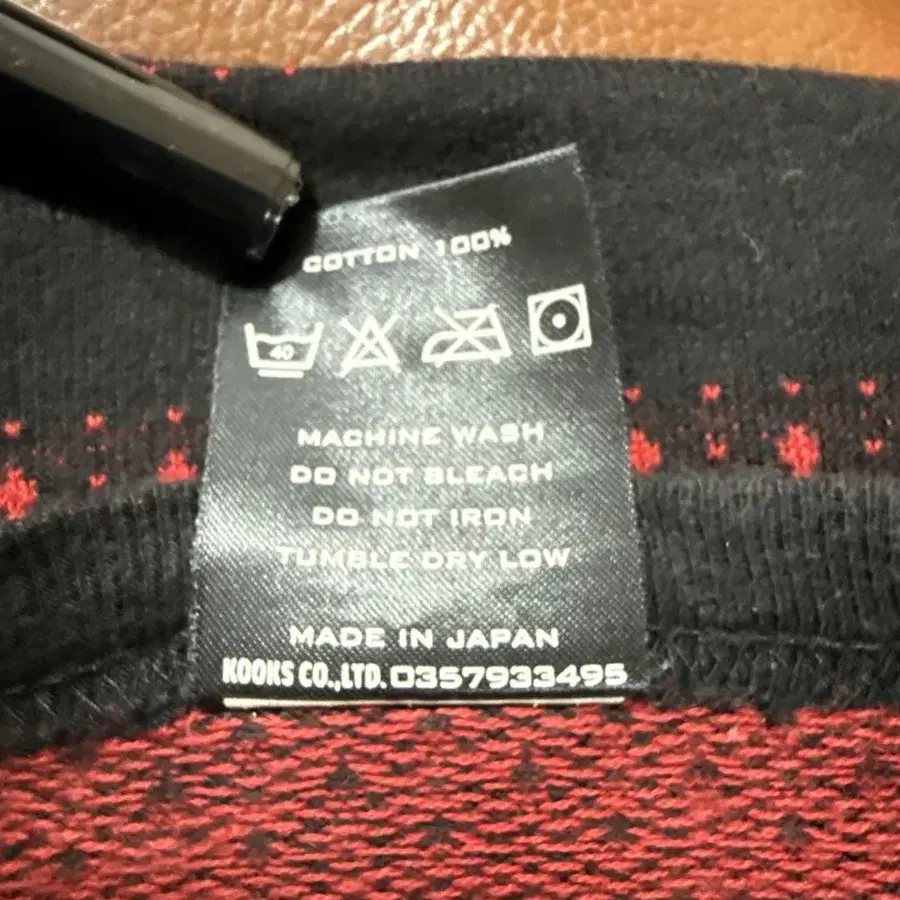 COTTON 100%
40
MACHINE WASH
DO NOT BLEACH
DO NOT IRON
TUMBLE DRY LOW
MADE IN JAPAN
KOOKS CO.,LTD.0357933495